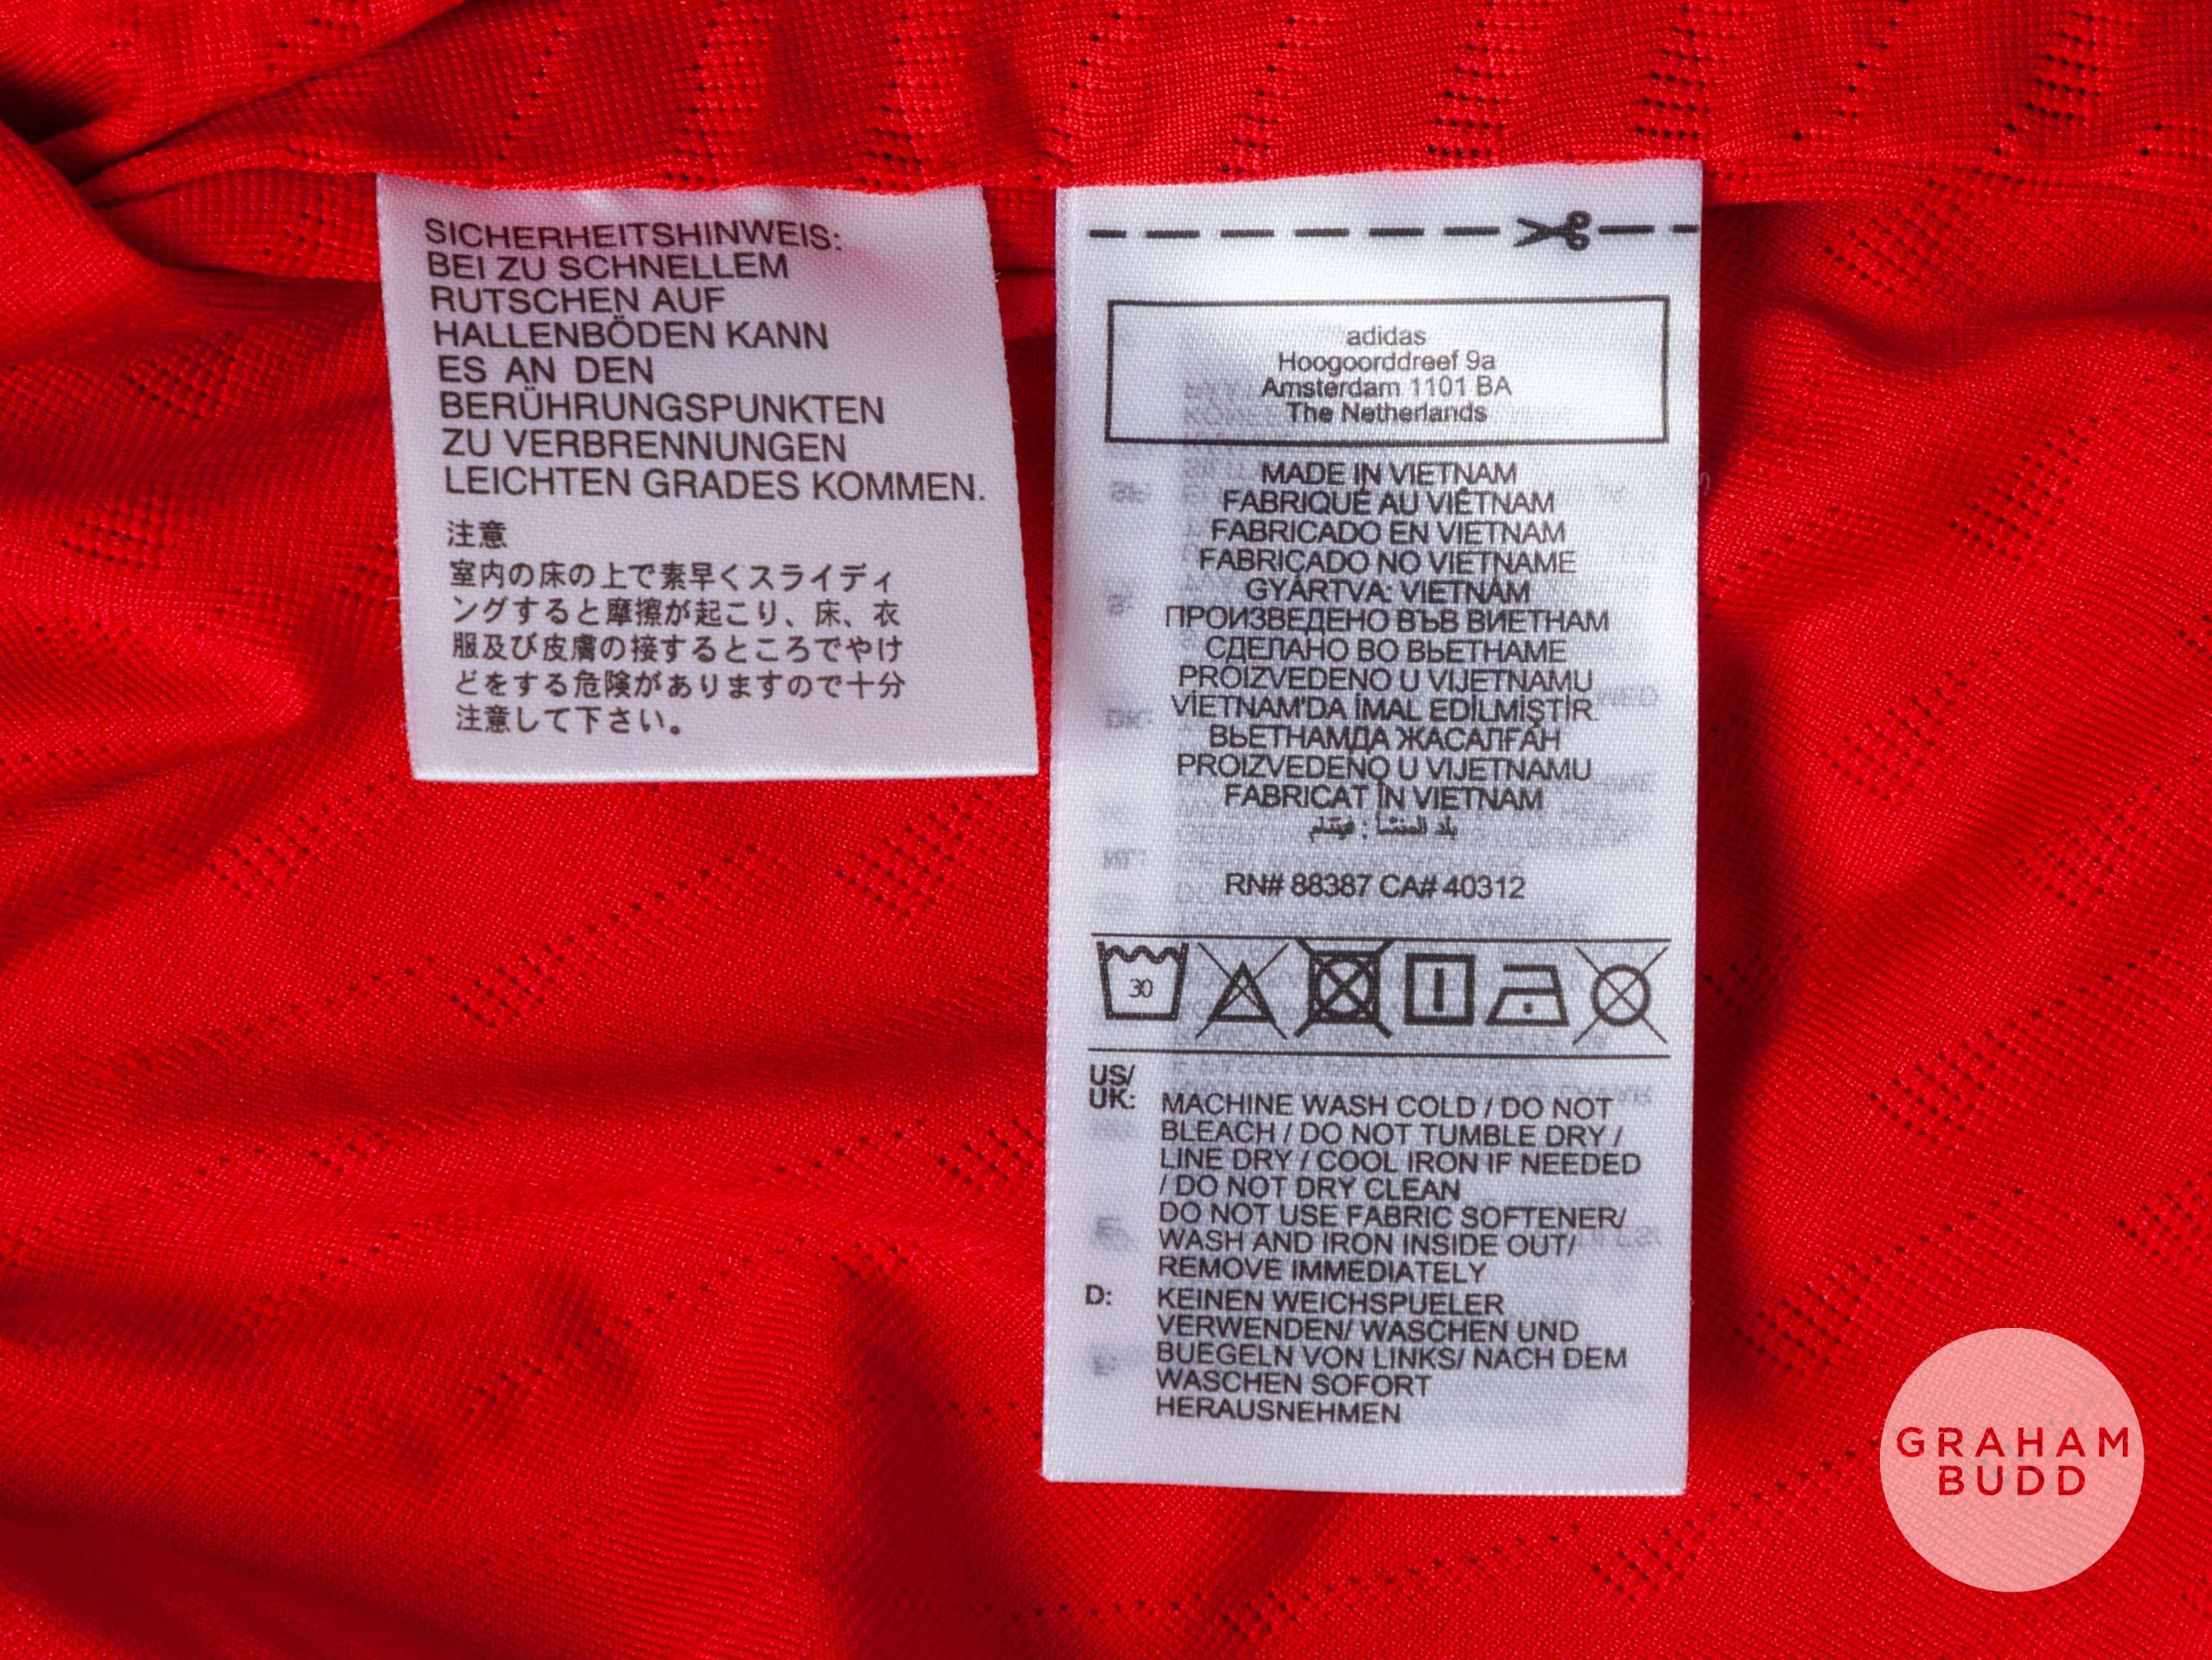 SICHERHEITSHINWEIS:
BEI ZU SCHNELLEM
RUTSCHEN AUF
HALLENBÖDEN KANN
ES AN DEN
BERÜHRUNGSPUNKTEN
ZU VERBRENNUNGEN
LEICHTEN GRADES KOMMEN.
注意
室内の床の上で素早くスライディ
ングすると摩擦が起こり、床、衣
服及び皮膚の接するところでやけ
どをする危険がありますので十分
注意して下さい。
adidas
Hoogoorddreef 9a
Amsterdam 1101 BA
The Netherlands
MADE IN VIETNAM
FABRIQUÉ AU VIÊTNAM
FABRICADO EN VIETNAM
FABRICADO NO VIETNAME
GYÁRTVA: VIETNÁM
ПРОИЗВЕДЕНО ВЪВ ВИЕТНАМ
СДЕЛАНО ВО ВЬЕТНАМЕ
PROIZVEDENO U VIJETNAMU
VİETNAM'DA İMAL EDİLMİŞTİR.
ВЬЕТНАМДА ЖАСАЛҒАН
PROIZVEDENO U VIJETNAMU
FABRICAT ÎN VIETNAM
بلد المنشأ : فيتنام
RN# 88387 CA# 40312
30
US/
UK: MACHINE WASH COLD / DO NOT
BLEACH / DO NOT TUMBLE DRY /
LINE DRY / COOL IRON IF NEEDED
/ DO NOT DRY CLEAN
DO NOT USE FABRIC SOFTENER/
WASH AND IRON INSIDE OUT/
REMOVE IMMEDIATELY
D: KEINEN WEICHSPUELER
VERWENDEN/ WASCHEN UND
BUEGELN VON LINKS/ NACH DEM
WASCHEN SOFORT
HERAUSNEHMEN
GRAHAM
BUDD